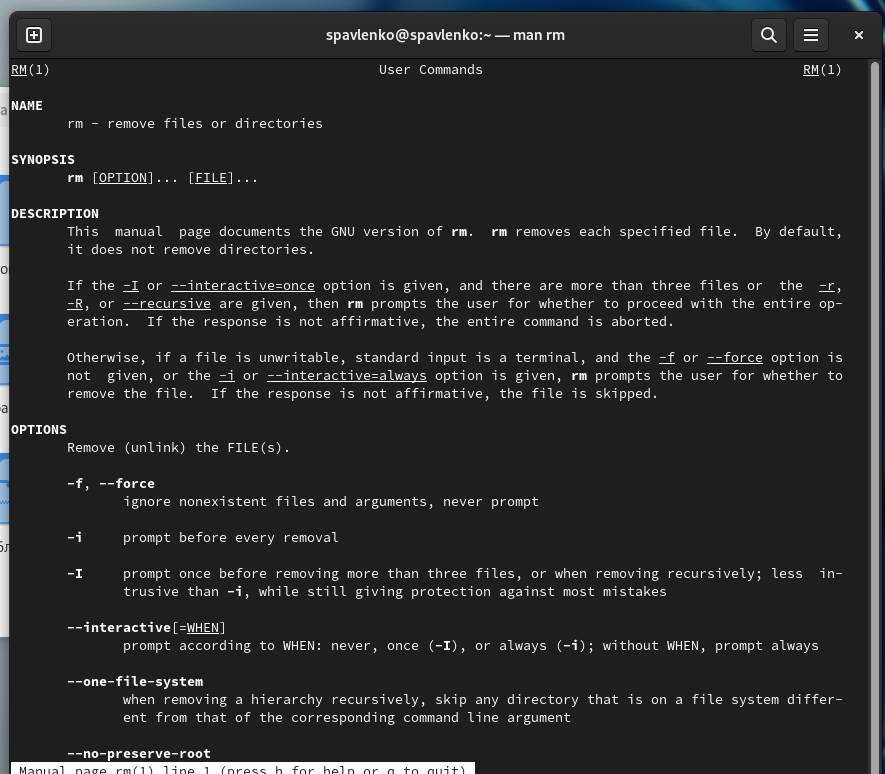 spavlenko@spavlenko:~ — man rm
RM(1) User Commands RM(1)
NAME
rm - remove files or directories
SYNOPSIS
rm [OPTION]... [FILE]...
DESCRIPTION
This manual page documents the GNU version of rm. rm removes each specified file. By default,
it does not remove directories.
If the -I or --interactive=once option is given, and there are more than three files or the -r,
-R, or --recursive are given, then rm prompts the user for whether to proceed with the entire op-
eration. If the response is not affirmative, the entire command is aborted.
Otherwise, if a file is unwritable, standard input is a terminal, and the -f or --force option is
not given, or the -i or --interactive=always option is given, rm prompts the user for whether to
remove the file. If the response is not affirmative, the file is skipped.
OPTIONS
Remove (unlink) the FILE(s).
-f, --force
ignore nonexistent files and arguments, never prompt
-i prompt before every removal
-I prompt once before removing more than three files, or when removing recursively; less in-
trusive than -i, while still giving protection against most mistakes
--interactive[=WHEN]
prompt according to WHEN: never, once (-I), or always (-i); without WHEN, prompt always
--one-file-system
when removing a hierarchy recursively, skip any directory that is on a file system differ-
ent from that of the corresponding command line argument
--no-preserve-root
Manual page rm(1) line 1 (press h for help or q to quit)